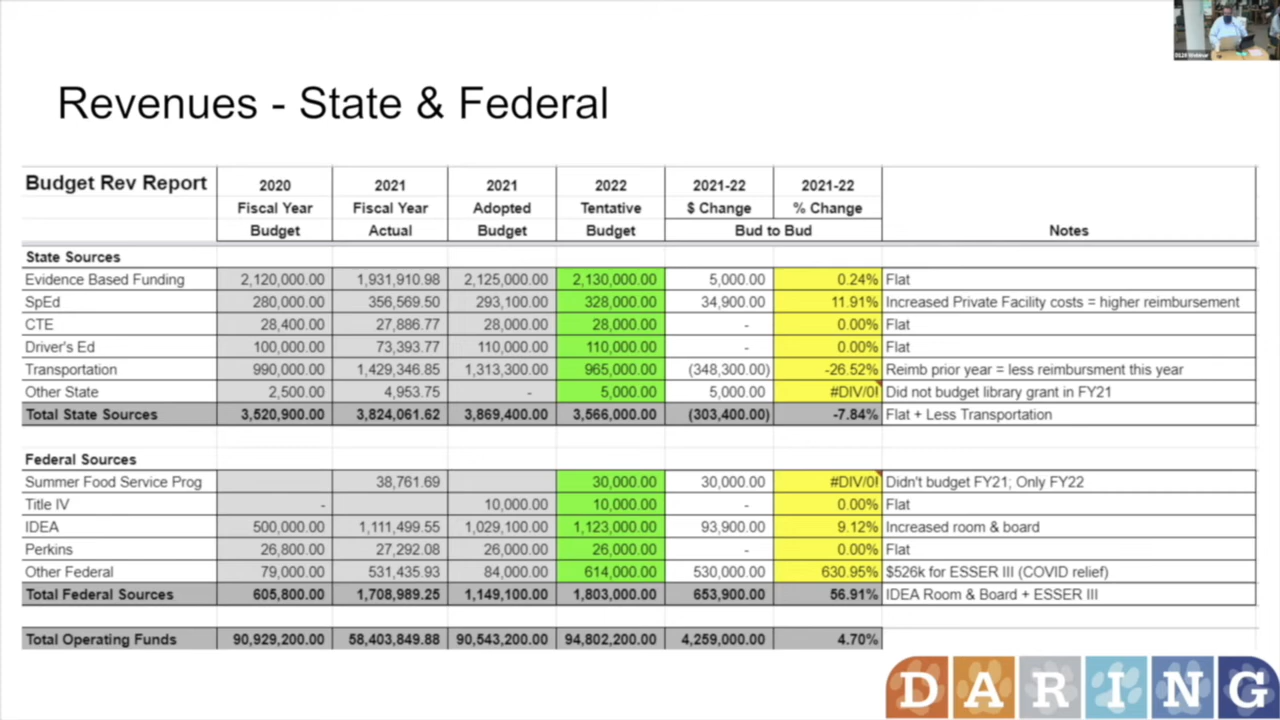 D128 Webinar
Revenues - State & Federal
Budget Rev Report 2020 2021 2021 2022 2021-22 2021-22
Fiscal Year Fiscal Year Adopted Tentative $ Change % Change
Budget Actual Budget Budget Bud to Bud Notes
State Sources
Evidence Based Funding 2,120,000.00 1,931,910.98 2,125,000.00 2,130,000.00 5,000.00 0.24% Flat
SpEd 280,000.00 356,569.50 293,100.00 328,000.00 34,900.00 11.91% Increased Private Facility costs = higher reimbursement
CTE 28,400.00 27,886.77 28,000.00 28,000.00 - 0.00% Flat
Driver's Ed 100,000.00 73,393.77 110,000.00 110,000.00 - 0.00% Flat
Transportation 990,000.00 1,429,346.85 1,313,300.00 965,000.00 (348,300.00) -26.52% Reimb prior year = less reimbursment this year
Other State 2,500.00 4,953.75 - 5,000.00 5,000.00 #DIV/0! Did not budget library grant in FY21
Total State Sources 3,520,900.00 3,824,061.62 3,869,400.00 3,566,000.00 (303,400.00) -7.84% Flat + Less Transportation
Federal Sources
Summer Food Service Prog 38,761.69 30,000.00 30,000.00 #DIV/0! Didn't budget FY21; Only FY22
Title IV - 10,000.00 10,000.00 - 0.00% Flat
IDEA 500,000.00 1,111,499.55 1,029,100.00 1,123,000.00 93,900.00 9.12% Increased room & board
Perkins 26,800.00 27,292.08 26,000.00 26,000.00 - 0.00% Flat
Other Federal 79,000.00 531,435.93 84,000.00 614,000.00 530,000.00 630.95% $526k for ESSER III (COVID relief)
Total Federal Sources 605,800.00 1,708,989.25 1,149,100.00 1,803,000.00 653,900.00 56.91% IDEA Room & Board + ESSER III
Total Operating Funds 90,929,200.00 58,403,849.88 90,543,200.00 94,802,200.00 4,259,000.00 4.70%
DARING